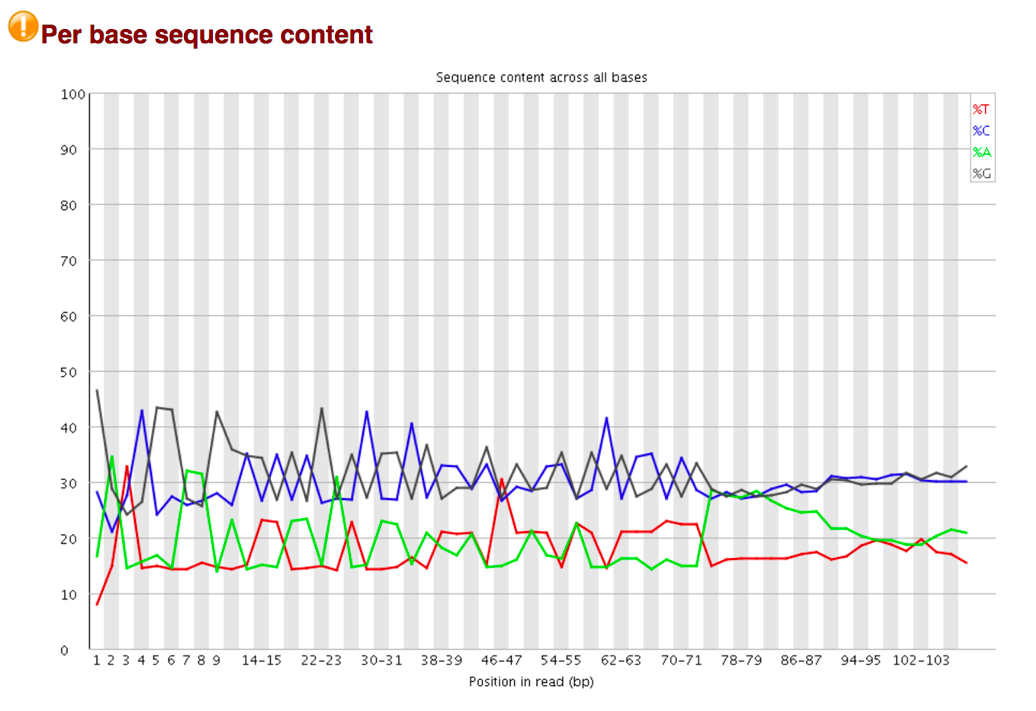 Per base sequence content
Sequence content across all bases
100
%T
%C
%A
%G
90
80
70
60
50
40
30
20
10
0
1 2 3 4 5 6 7 8 9 14-15 22-23 30-31 38-39 46-47 54-55 62-63 70-71 78-79 86-87 94-95 102-103
Position in read (bp)